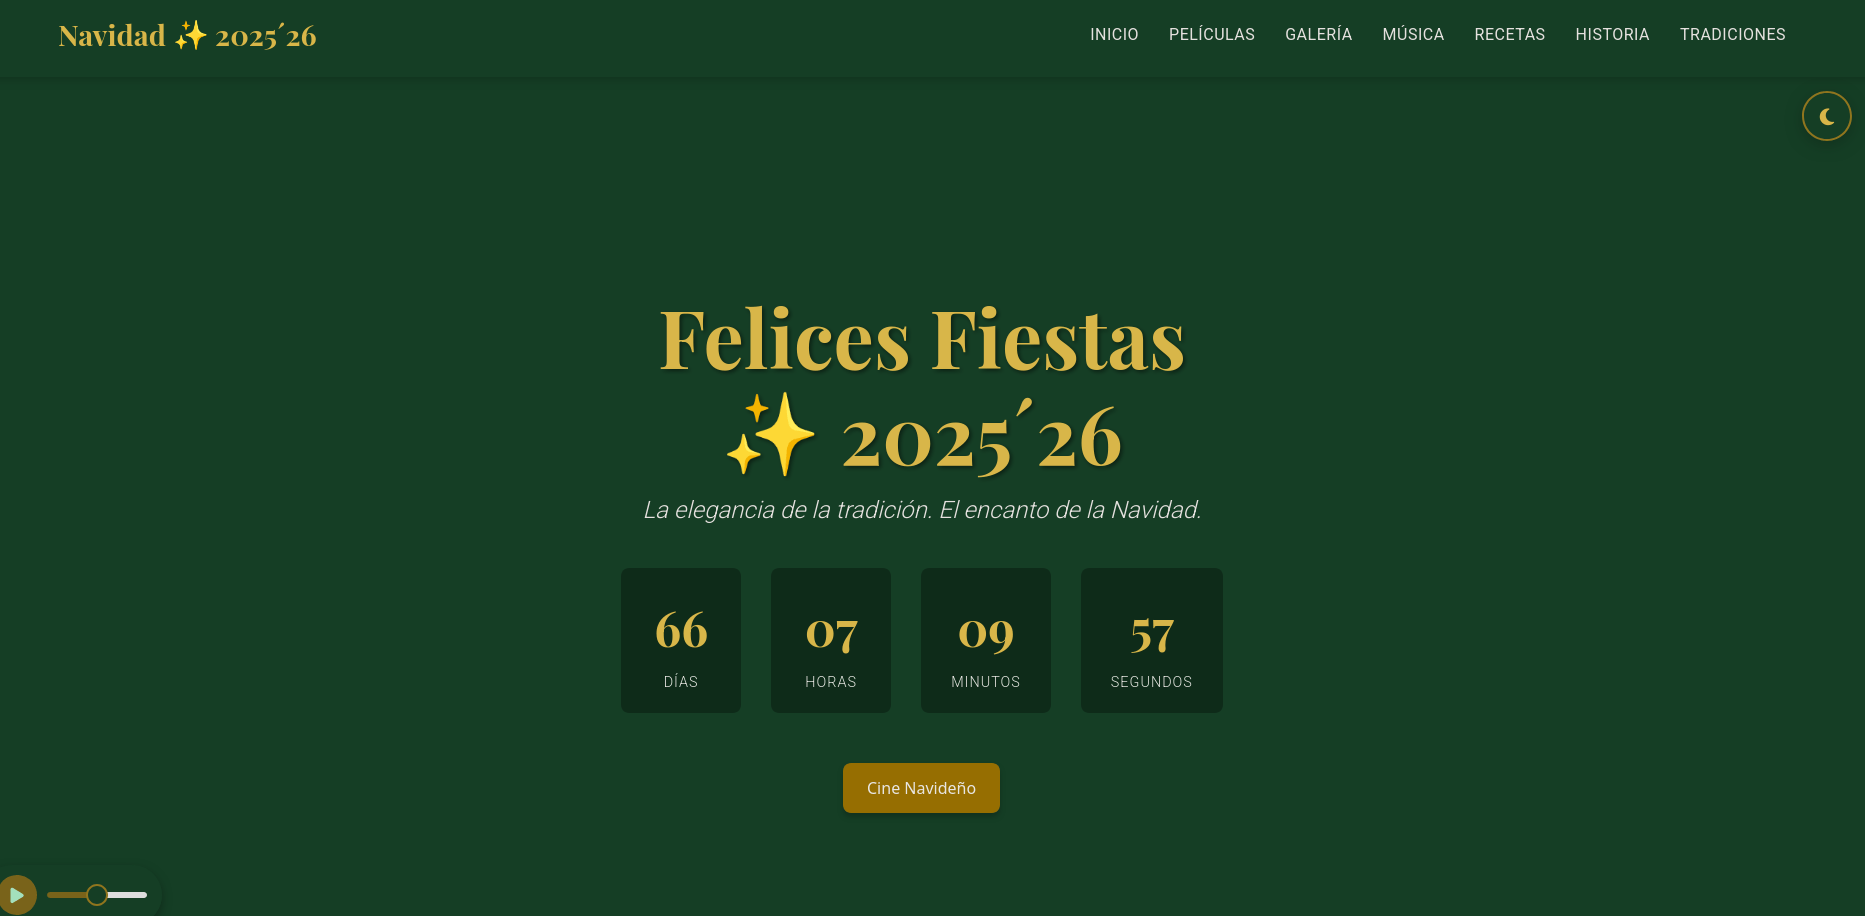 Navidad ✨ 2025´26
INICIO PELÍCULAS GALERÍA MÚSICA RECETAS HISTORIA TRADICIONES
Felices Fiestas
✨ 2025´26
La elegancia de la tradición. El encanto de la Navidad.
66 07 09 57
DÍAS HORAS MINUTOS SEGUNDOS
Cine Navideño